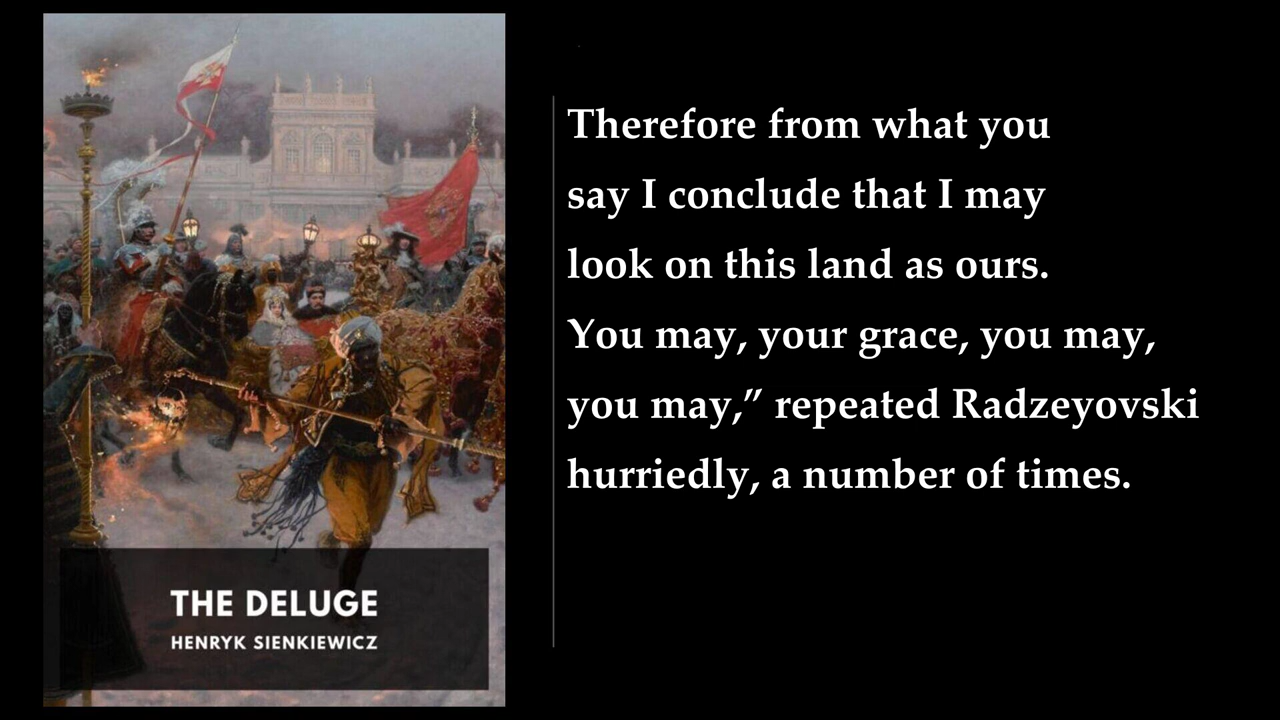 THE DELUGE
HENRYK SIENKIEWICZ
Therefore from what you
say I conclude that I may
look on this land as ours.
You may, your grace, you may,
you may,” repeated Radzeyovski
hurriedly, a number of times.